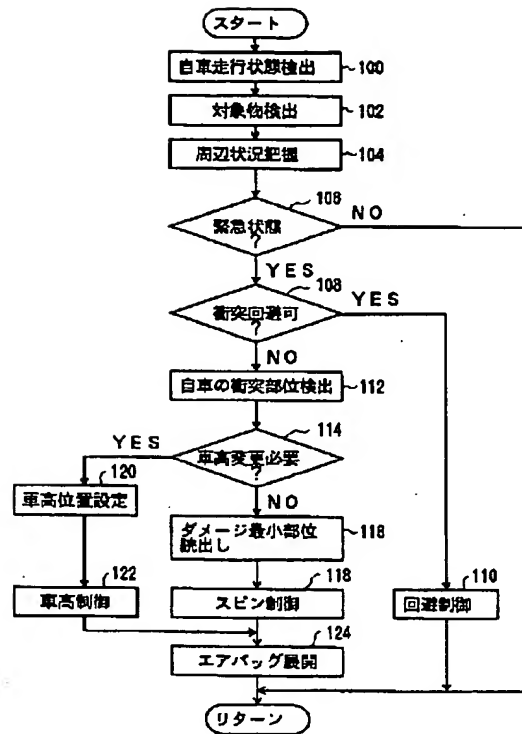 スタート
自車走行状態検出
100
対象物検出
102
周辺状況把握
104
108
緊急状態
?
NO
YES
108
衝突回避可
?
YES
NO
自車の衝突部位検出
112
114
車高変更必要
?
YES
NO
120
車高位置設定
ダメージ最小部位
読出し
118
122
車高制御
118
スピン制御
110
回避制御
124
エアバッグ展開
リターン